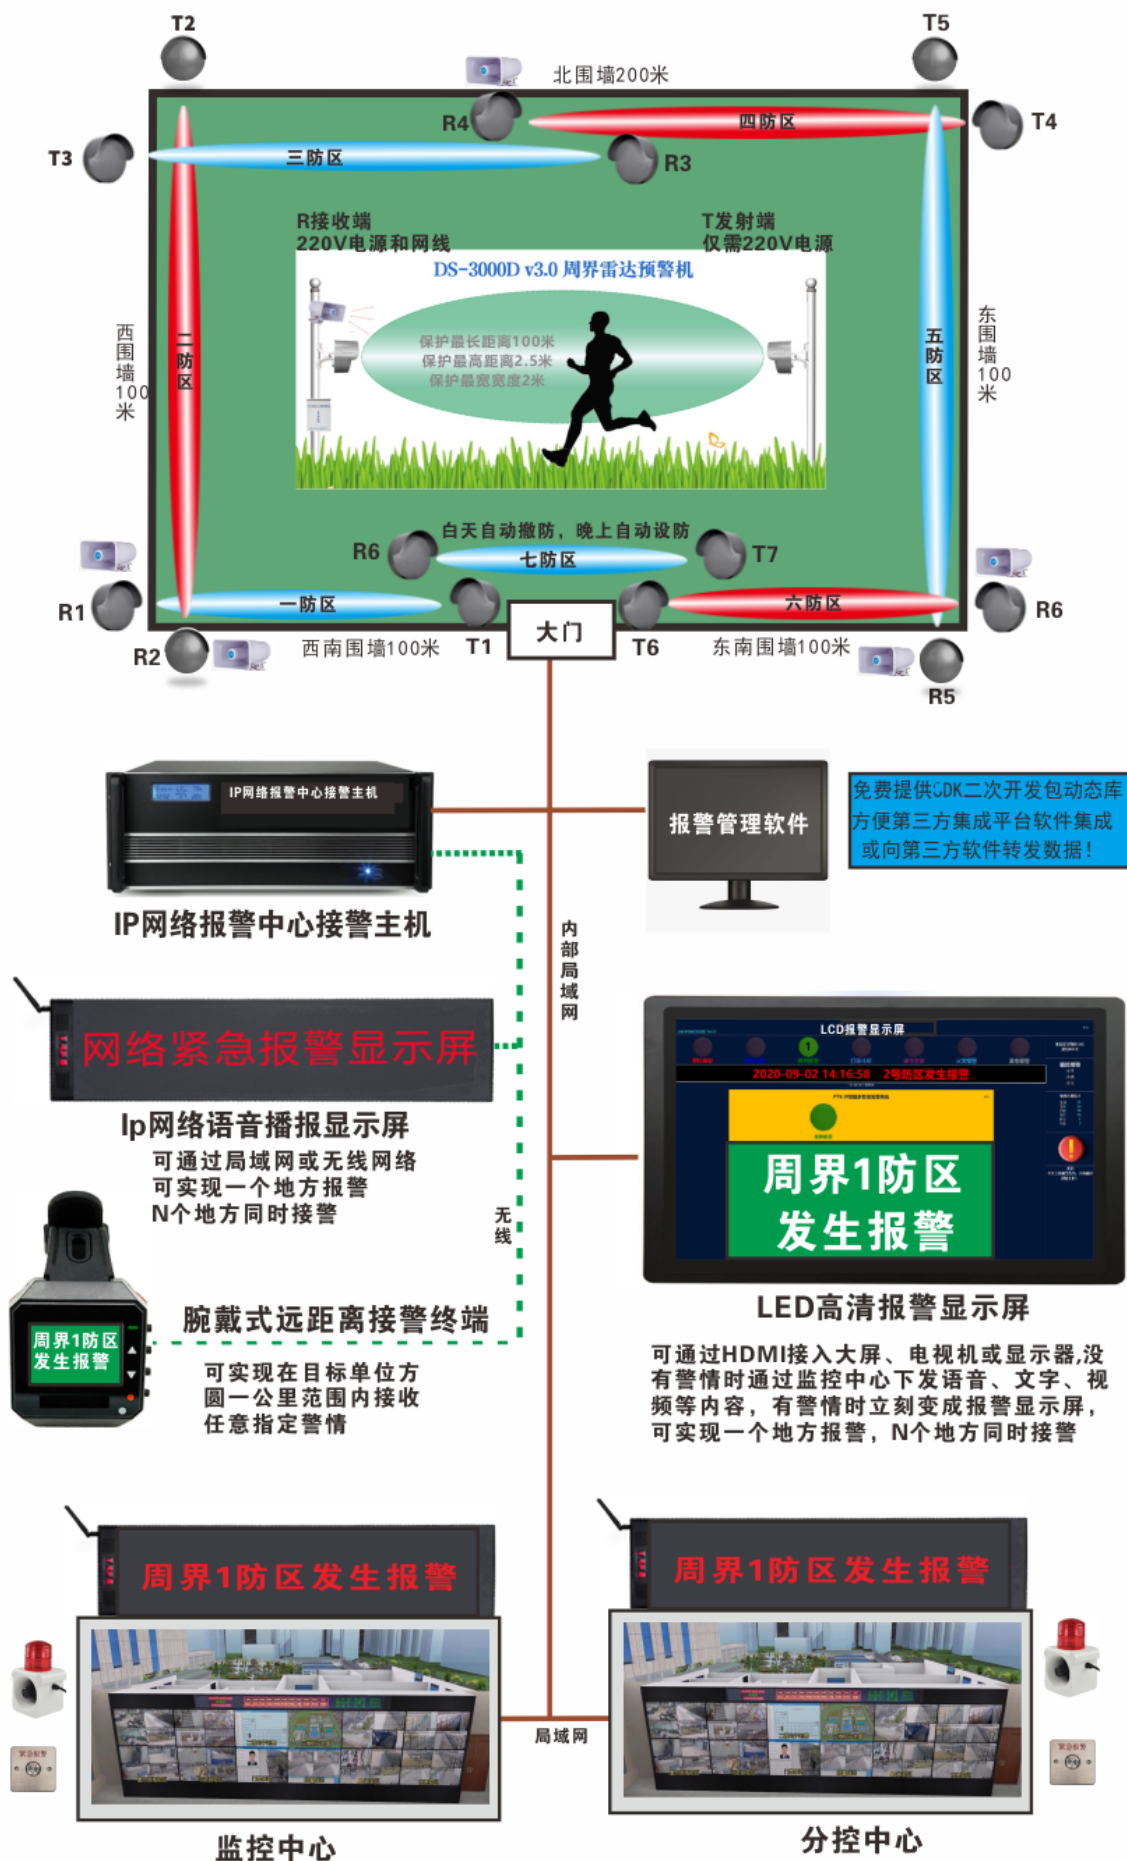 T2
T5
北围墙200米
R4
四防区
T4
T3
三防区
R3
R接收端
220V电源和网线
T发射端
仅需220V电源
DS-3000D v3.0 周界雷达预警机
保护最长距离100米
保护最高距离2.5米
保护最宽宽度2米
西围墙100米
二防区
五防区
东围墙100米
白天自动撤防，晚上自动设防
R6
七防区
T7
R1
一防区
六防区
R6
R2
西南围墙100米
T1
大门
T6
东南围墙100米
R5
IP网络报警中心接警主机
报警管理软件
免费提供SDK二次开发包动态库
方便第三方集成平台软件集成
或向第三方软件转发数据！
IP网络报警中心接警主机
内部局域网
网络紧急报警显示屏
LCD报警显示屏
1
2020-09-02 14:16:58 2号防区发生报警
周界1防区
发生报警
Ip网络语音播报显示屏
可通过局域网或无线网络
可实现一个地方报警
N个地方同时接警
无线
LED高清报警显示屏
腕戴式远距离接警终端
周界1防区
发生报警
可实现在目标单位方
圆一公里范围内接收
任意指定警情
可通过HDMI接入大屏、电视机或显示器,没
有警情时通过监控中心下发语音、文字、视
频等内容，有警情时立刻变成报警显示屏，
可实现一个地方报警，N个地方同时接警
周界1防区发生报警
周界1防区发生报警
局域网
紧急报警
紧急报警
监控中心
分控中心